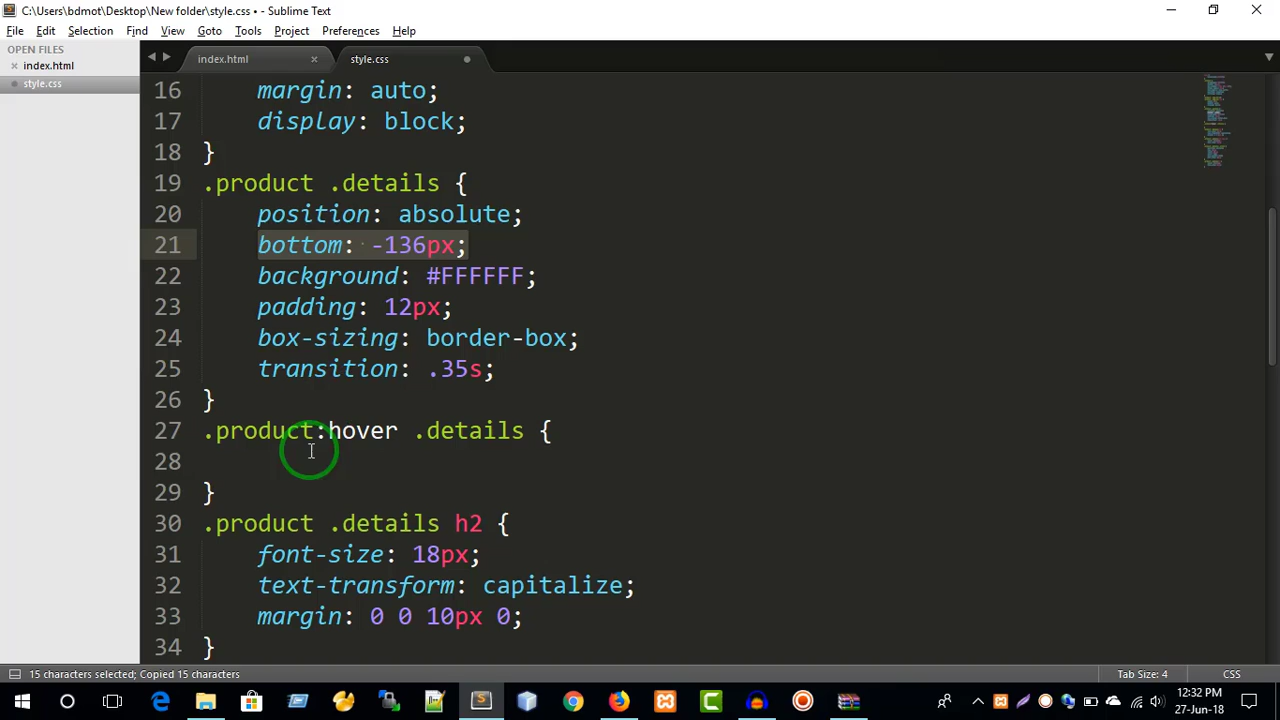 C:\Users\bdmot\Desktop\New folder\style.css • - Sublime Text
File Edit Selection Find View Goto Tools Project Preferences Help
OPEN FILES
index.html
style.css
index.html style.css
16 margin: auto;
17 display: block;
18 }
19 .product .details {
20 position: absolute;
21 bottom: -136px;
22 background: #FFFFFF;
23 padding: 12px;
24 box-sizing: border-box;
25 transition: .35s;
26 }
27 .product:hover .details {
28
29 }
30 .product .details h2 {
31 font-size: 18px;
32 text-transform: capitalize;
33 margin: 0 0 10px 0;
34 }
15 characters selected; Copied 15 characters Tab Size: 4 CSS
12:32 PM
27-Jun-18